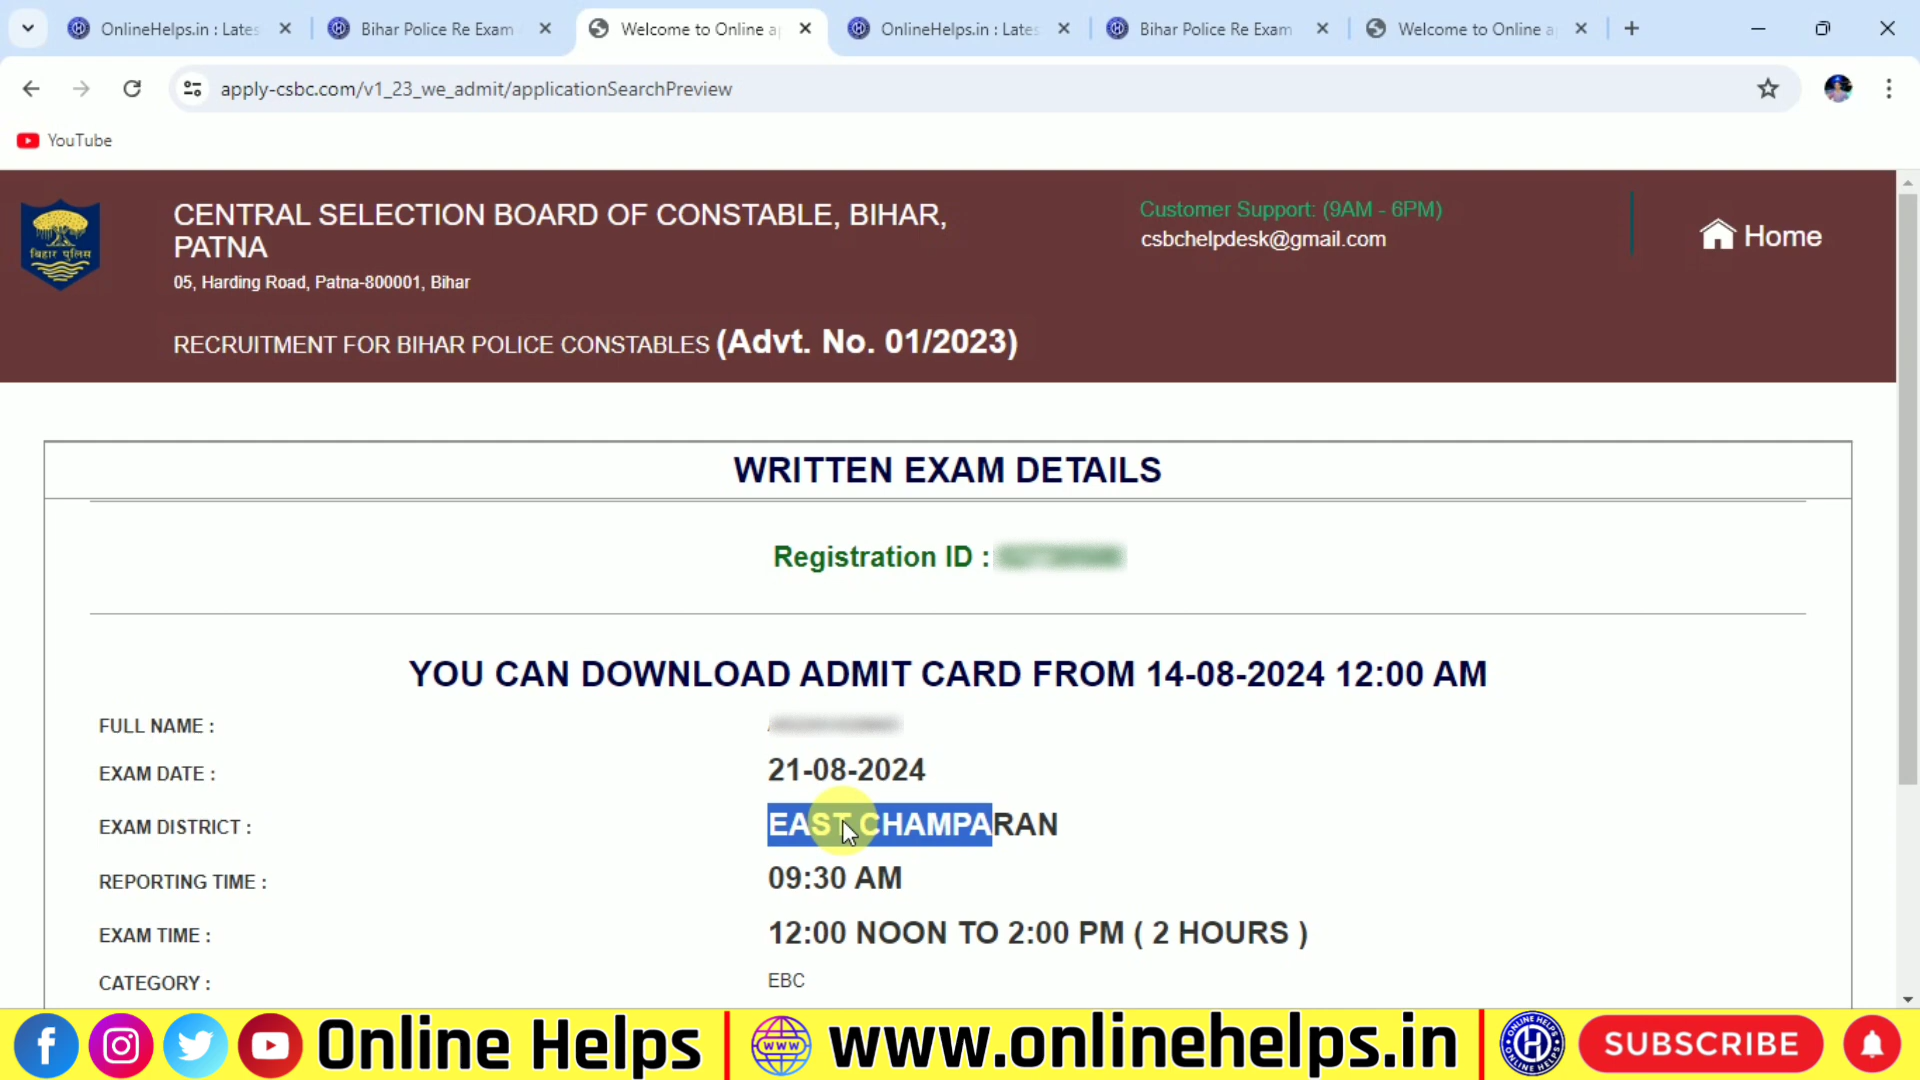 OnlineHelps.in : Lates
Bihar Police Re Exam
Welcome to Online a
OnlineHelps.in : Lates
Bihar Police Re Exam
Welcome to Online a
apply-csbc.com/v1_23_we_admit/applicationSearchPreview
YouTube
CENTRAL SELECTION BOARD OF CONSTABLE, BIHAR,
PATNA
05, Harding Road, Patna-800001, Bihar
RECRUITMENT FOR BIHAR POLICE CONSTABLES (Advt. No. 01/2023)
Customer Support: (9AM - 6PM)
csbchelpdesk@gmail.com
Home
बिहार पुलिस
WRITTEN EXAM DETAILS
Registration ID :
YOU CAN DOWNLOAD ADMIT CARD FROM 14-08-2024 12:00 AM
FULL NAME :
EXAM DATE : 21-08-2024
EXAM DISTRICT : EAST CHAMPARAN
REPORTING TIME : 09:30 AM
EXAM TIME : 12:00 NOON TO 2:00 PM ( 2 HOURS )
CATEGORY : EBC
Online Helps
www
www.onlinehelps.in
ONLINE HELPS
ONLINE HELPS
SUBSCRIBE